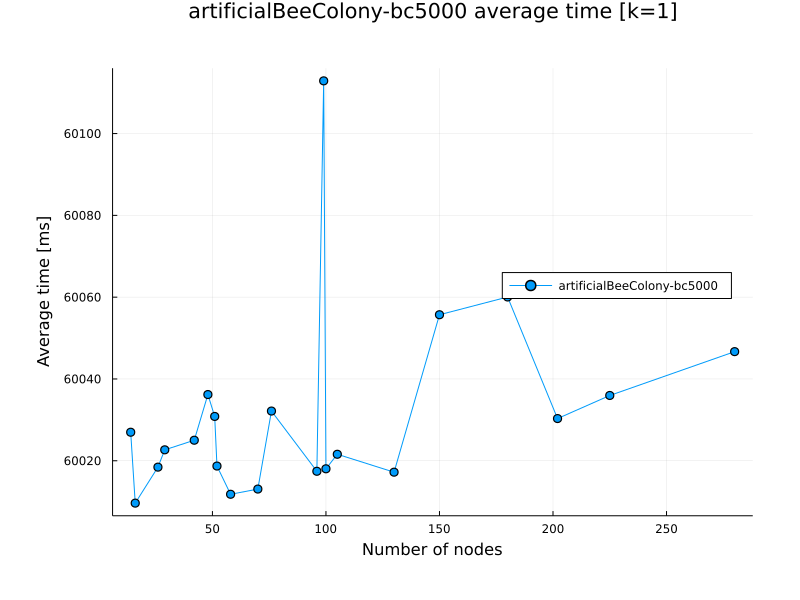 artificialBeeColony-bc5000 average time [k=1]
Average time [ms]
60100
60080
60060
60040
60020
artificialBeeColony-bc5000
50 100 150 200 250
Number of nodes